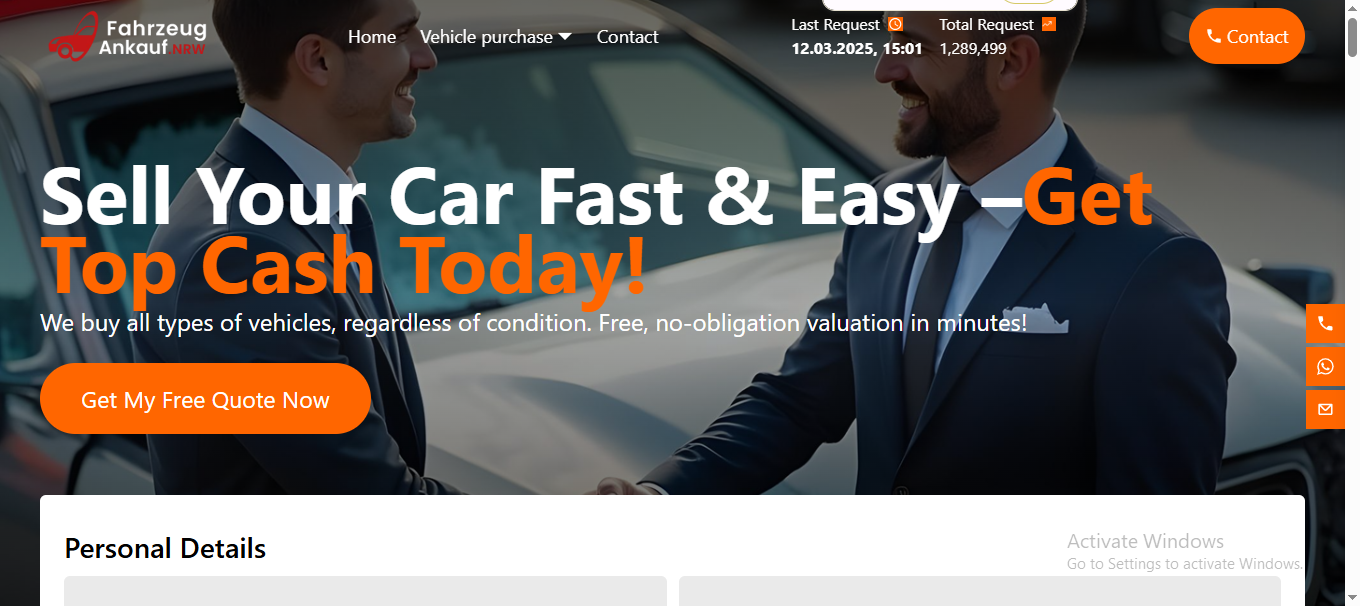 Fahrzeug
Ankauf.NRW
Home
Vehicle purchase
Contact
Last Request
12.03.2025, 15:01
Total Request
1,289,499
Contact
Sell Your Car Fast & Easy –Get
Top Cash Today!
We buy all types of vehicles, regardless of condition. Free, no-obligation valuation in minutes!
Get My Free Quote Now
Personal Details
Activate Windows
Go to Settings to activate Windows.